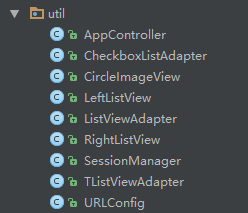 util
AppController
CheckboxListAdapter
CircleImageView
LeftListView
ListViewAdapter
RightListView
SessionManager
TListViewAdapter
URLConfig